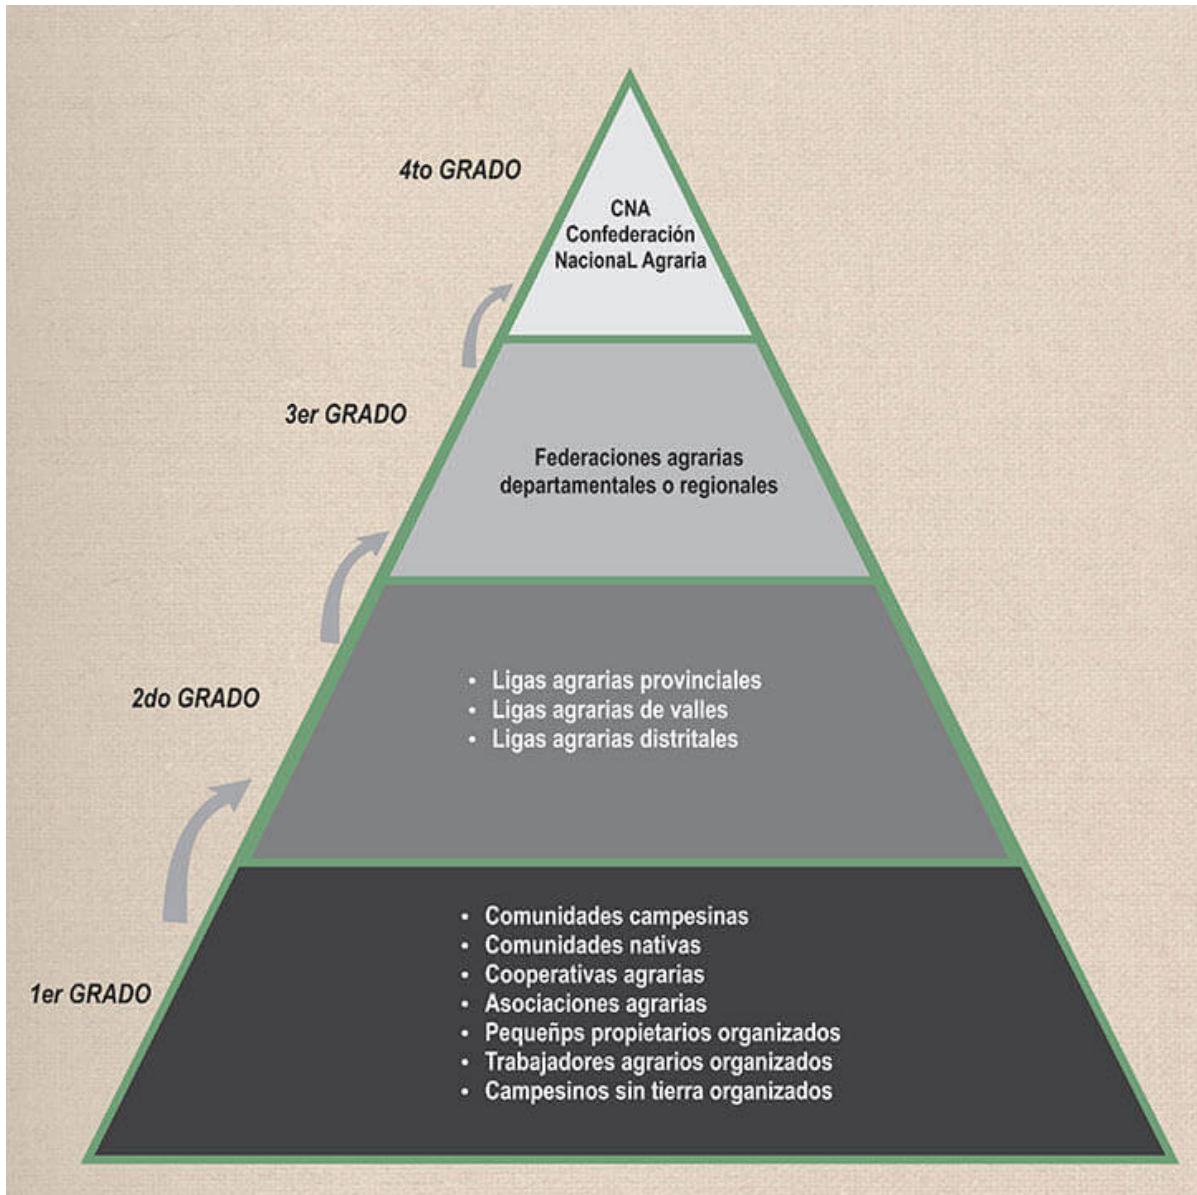 4to GRADO
CNA
Confederación
NacionaL Agraria
3er GRADO
Federaciones agrarias
departamentales o regionales
2do GRADO
• Ligas agrarias provinciales
• Ligas agrarias de valles
• Ligas agrarias distritales
1er GRADO
• Comunidades campesinas
• Comunidades nativas
• Cooperativas agrarias
• Asociaciones agrarias
• Pequeñps propietarios organizados
• Trabajadores agrarios organizados
• Campesinos sin tierra organizados